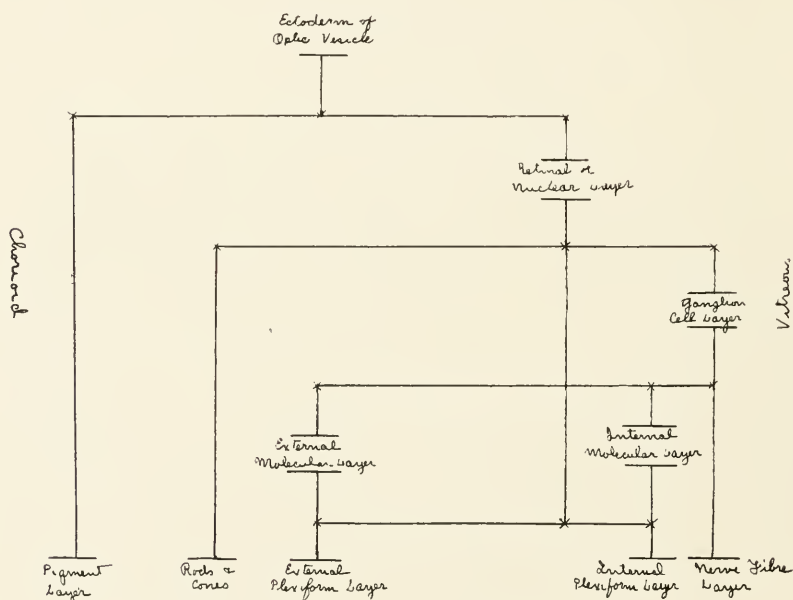 Ectoderm of
Optic Vesicle
Retinal or
Nuclear Layer
Choroid
Vitreous
Ganglion
Cell Layer
External
Molecular Layer
Internal
Molecular Layer
Pigment
Layer
Rods &
Cones
External
Plexiform Layer
Internal
Plexiform Layer
Nerve Fibre
Layer